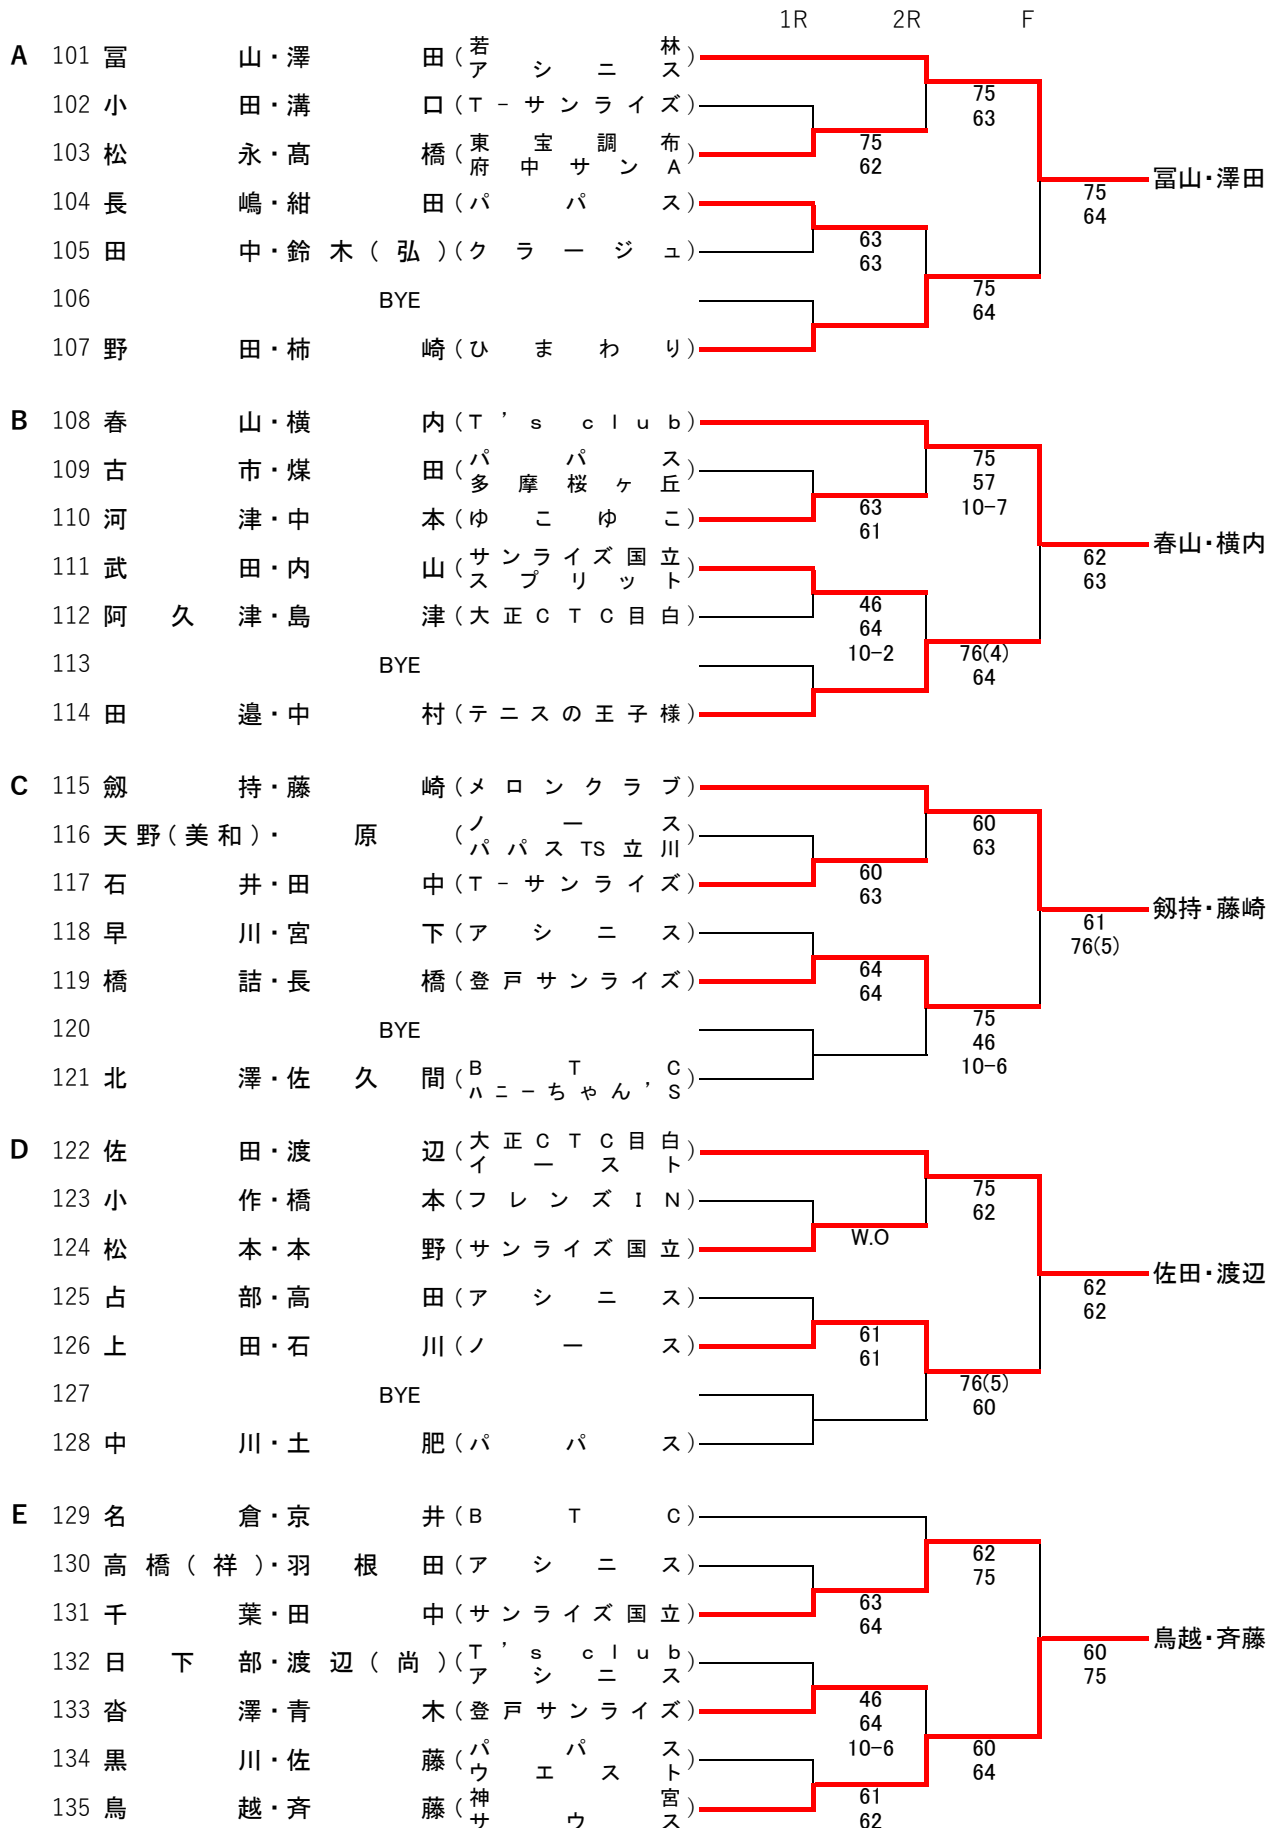 1R 2R F
A 101 冨山・澤田(若林 アシニス)
102 小田・溝口(T-サンライズ)
75
63
103 松永・髙橋(東宝調布 府中サンA)
75
62
冨山・澤田
104 長嶋・紺田(パパス)
75
64
63
63
105 田中・鈴木(弘)(クラージュ)
106 BYE
75
64
107 野田・柿崎(ひまわり)
B 108 春山・横内(T's club)
109 古市・煤田(パパス 多摩桜ヶ丘)
75
57
10-7
110 河津・中本(ゆこゆこ)
63
61
春山・横内
111 武田・内山(サンライズ国立 スプリット)
62
63
112 阿久津・島津(大正CTC目白)
46
64
10-2
113 BYE
76(4)
64
114 田邉・中村(テニスの王子様)
C 115 劔持・藤崎(メロンクラブ)
116 天野(美和)・原(ノース パパスTS立川)
60
63
117 石井・田中(T-サンライズ)
60
63
劔持・藤崎
118 早川・宮下(アシニス)
61
76(5)
119 橋詰・長橋(登戸サンライズ)
64
64
120 BYE
75
46
10-6
121 北澤・佐久間(BTC ハニーちゃん'S)
D 122 佐田・渡辺(大正CTC目白 イースト)
123 小作・橋本(フレンズIN)
75
62
124 松本・本野(サンライズ国立)
W.O
佐田・渡辺
125 占部・高田(アシニス)
62
62
126 上田・石川(ノース)
61
61
127 BYE
76(5)
60
128 中川・土肥(パパス)
E 129 名倉・京井(BTC)
130 高橋(祥)・羽根田(アシニス)
62
75
131 千葉・田中(サンライズ国立)
63
64
鳥越・斉藤
132 日下部・渡辺(尚)(T's club アシニス)
60
75
133 沓澤・青木(登戸サンライズ)
46
64
10-6
134 黒川・佐藤(パパス ウエスト)
60
64
135 鳥越・斉藤(神宮 サウス)
61
62